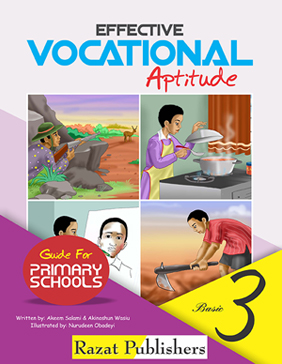 EFFECTIVE
VOCATIONAL
Aptitude
Guide For
PRIMARY
SCHOOLS
Written by: Akeem Salami & Akinoshun Wasiu
Illustrated by: Nurudeen Obadeyi
Basic
3
Razat Publishers